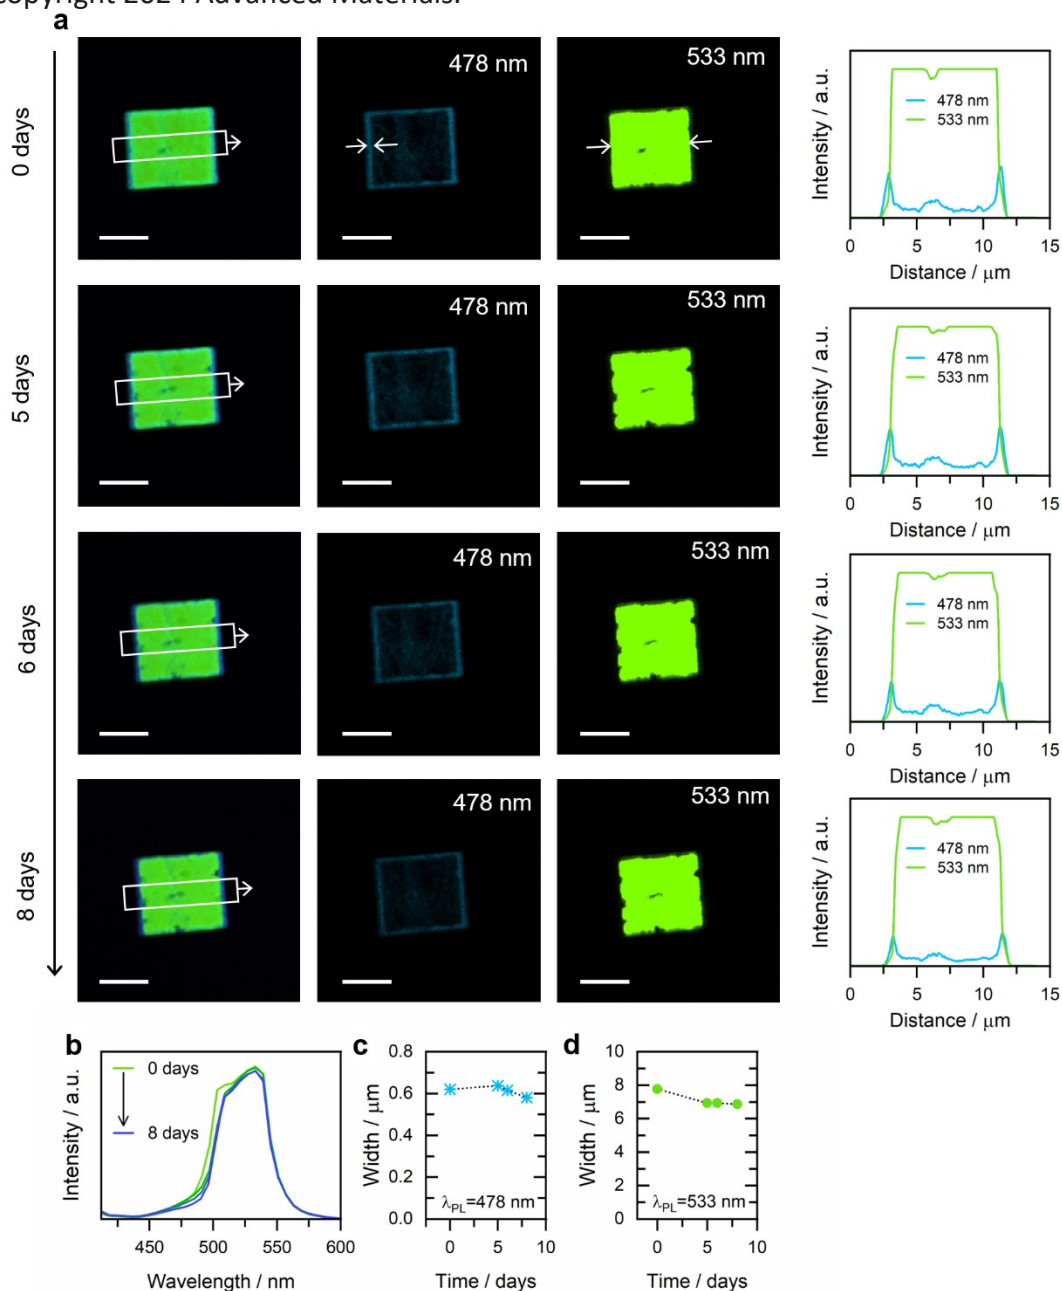 opyright 2024 Advanced Materials.
a
0 days
478 nm
533 nm
Intensity / a.u.
478 nm
533 nm
0 5 10 15
Distance / μm
5 days
478 nm
533 nm
Intensity / a.u.
478 nm
533 nm
0 5 10 15
Distance / μm
6 days
478 nm
533 nm
Intensity / a.u.
478 nm
533 nm
0 5 10 15
Distance / μm
8 days
478 nm
533 nm
Intensity / a.u.
478 nm
533 nm
0 5 10 15
Distance / μm
b
Intensity / a.u.
0 days
8 days
450 500 550 600
Wavelength / nm
c
Width / μm
0.8
0.6
0.4
0.2
0.0
λPL=478 nm
0 5 10
Time / days
d
Width / μm
10
8
6
4
2
0
λPL=533 nm
0 5 10
Time / days